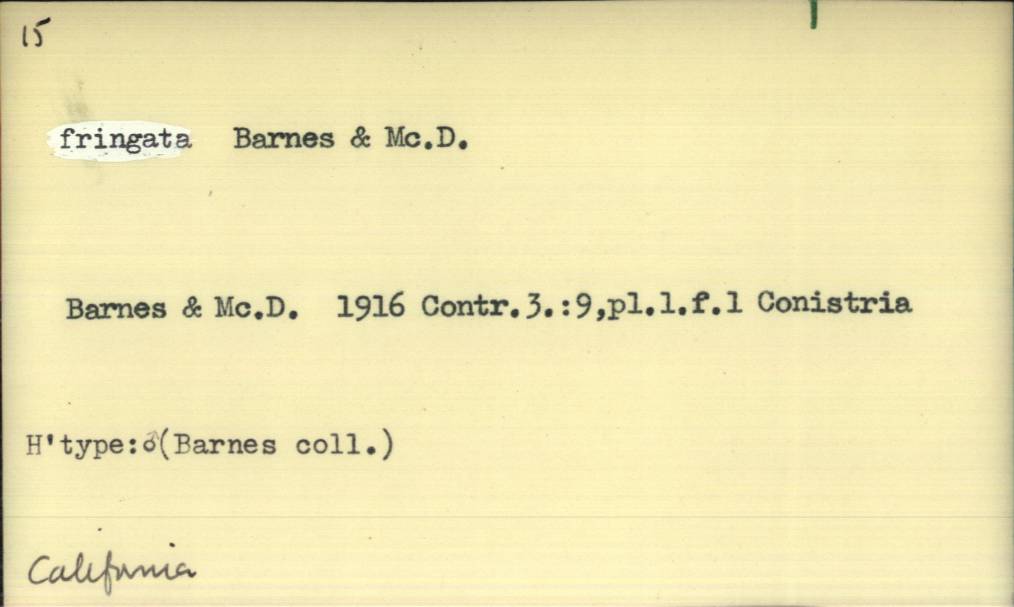 15
fringata Barnes & Mc.D.
Barnes & Mc.D. 1916 Contr.3.:9,pl.1.f.1 Conistria
H'type:♂(Barnes coll.)
California